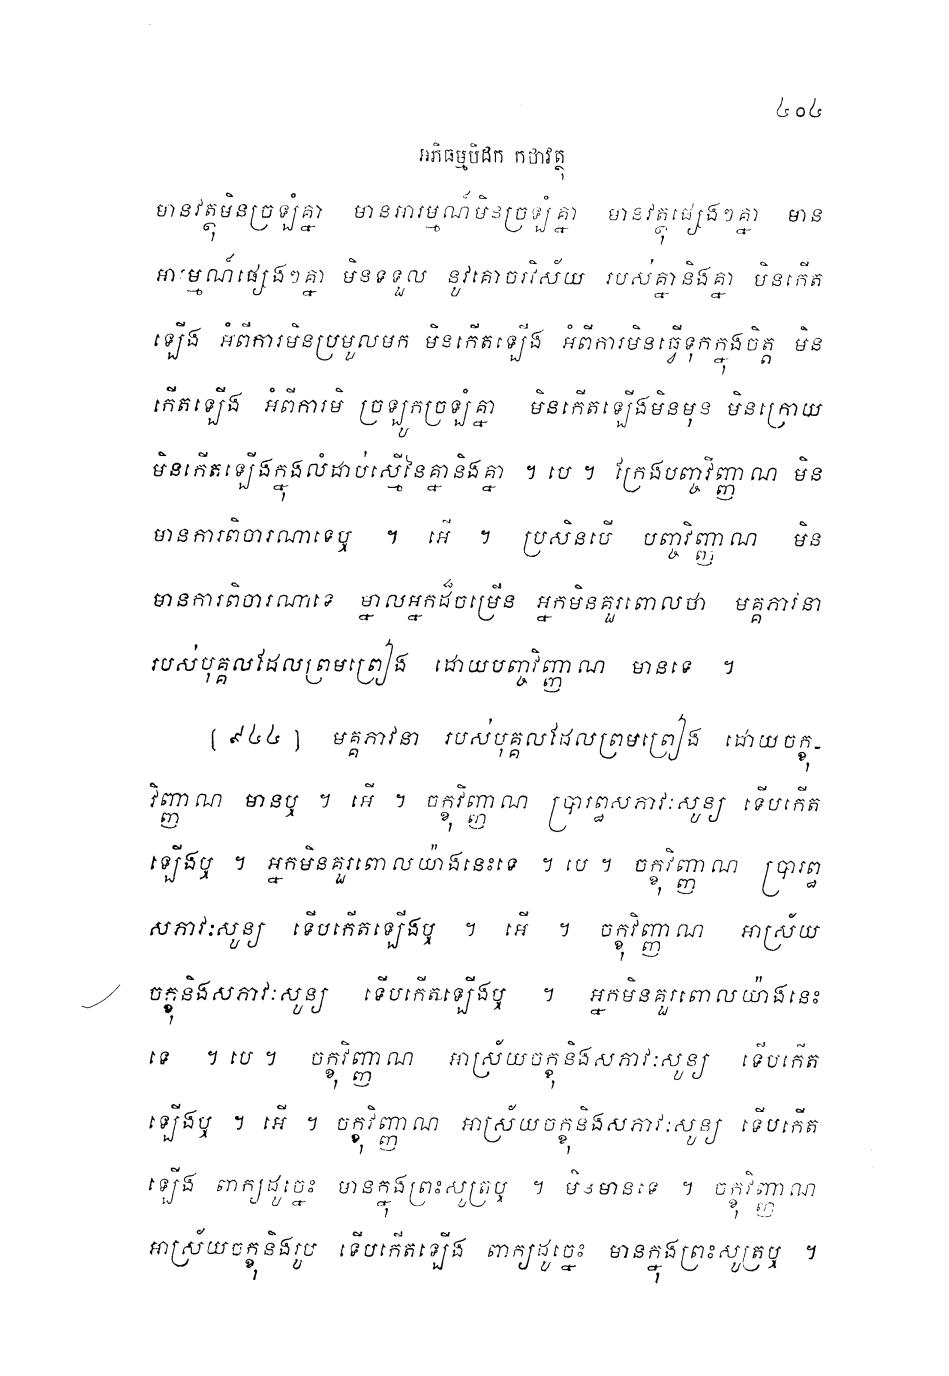 ៤០៤
អភិធម្មបិដក កថាវត្ថុ
មានវត្ថុមិនច្រឡំគ្នា មានអារម្មណ៍មិនច្រឡំគ្នា មានវត្ថុផ្សេងៗគ្នា មាន
អារម្មណ៍ផ្សេងៗគ្នា មិនទទួល នូវគោចរវិស័យ របស់គ្នានិងគ្នា មិនកើត
ឡើង អំពីការមិនប្រមូលមក មិនកើតឡើង អំពីការមិនធ្វើទុកក្នុងចិត្ត មិន
កើតឡើង អំពីការមិ ច្រឡូកច្រឡំគ្នា មិនកើតឡើងមិនមុន មិនក្រោយ
មិនកើតឡើងក្នុងលំដាប់ស្មើនៃគ្នានិងគ្នា ។ បេ ។ ក្រែងបញ្ចវិញ្ញាណ មិន
មានការពិចារណាទេឬ ។ អើ ។ ប្រសិនបើ បញ្ចវិញ្ញាណ មិន
មានការពិចារណាទេ ម្នាលអ្នកដ៏ចម្រើន អ្នកមិនគួរពោលថា មគ្គភាវនា
របស់បុគ្គលដែលព្រមព្រៀង ដោយបញ្ចវិញ្ញាណ មានទេ ។
[ ១៤៤ ] មគ្គភាវនា របស់បុគ្គលដែលព្រមព្រៀង ដោយចក្ខុ-
វិញ្ញាណ មានឬ ។ អើ ។ ចក្ខុវិញ្ញាណ ប្រារព្ធសភាវៈសូន្យ ទើបកើត
ឡើងឬ ។ អ្នកមិនគួរពោលយ៉ាងនេះទេ ។ បេ ។ ចក្ខុវិញ្ញាណ ប្រារព្ធ
សភាវៈសូន្យ ទើបកើតឡើងឬ ។ អើ ។ ចក្ខុវិញ្ញាណ អាស្រ័យ
ចក្ខុនិងសភាវៈសូន្យ ទើបកើតឡើងឬ ។ អ្នកមិនគួរពោលយ៉ាងនេះ
ទេ ។ បេ ។ ចក្ខុវិញ្ញាណ អាស្រ័យចក្ខុនិងសភាវៈសូន្យ ទើបកើត
ឡើងឬ ។ អើ ។ ចក្ខុវិញ្ញាណ អាស្រ័យចក្ខុនិងសភាវៈសូន្យ ទើបកើត
ឡើង ពាក្យដូច្នេះ មានក្នុងព្រះសូត្រឬ ។ មិនមានទេ ។ ចក្ខុវិញ្ញាណ
អាស្រ័យចក្ខុនិងរូប ទើបកើតឡើង ពាក្យដូច្នេះ មានក្នុងព្រះសូត្រឬ ។